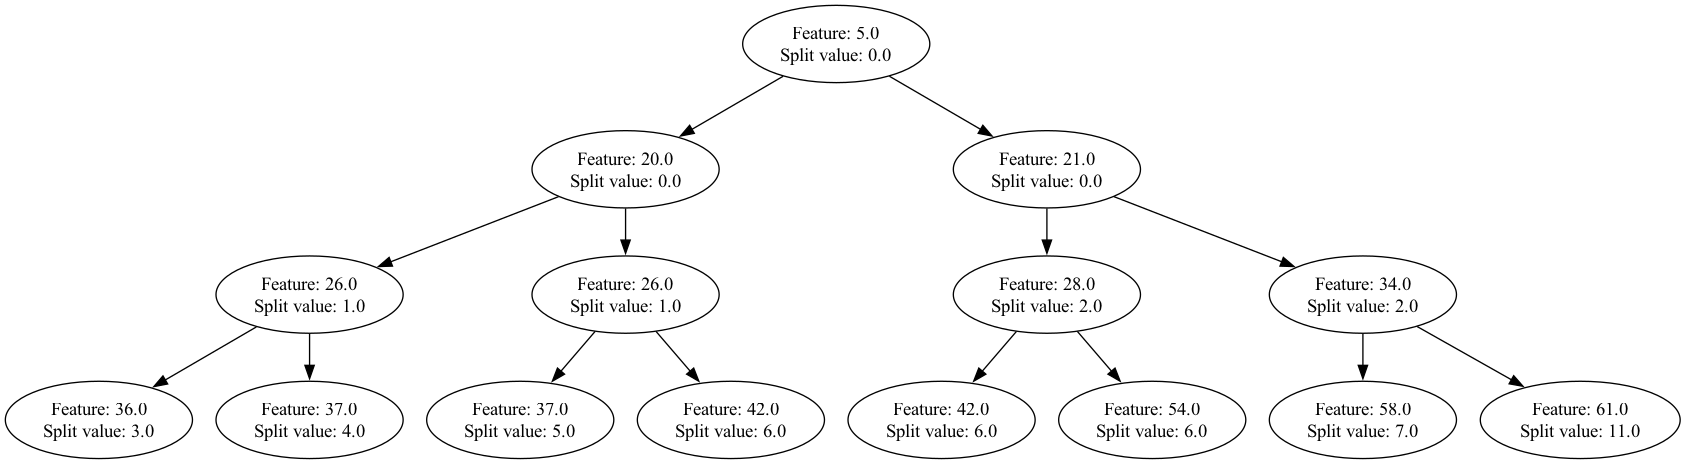 Feature: 5.0
Split value: 0.0
Feature: 20.0
Split value: 0.0
Feature: 21.0
Split value: 0.0
Feature: 26.0
Split value: 1.0
Feature: 26.0
Split value: 1.0
Feature: 28.0
Split value: 2.0
Feature: 34.0
Split value: 2.0
Feature: 36.0
Split value: 3.0
Feature: 37.0
Split value: 4.0
Feature: 37.0
Split value: 5.0
Feature: 42.0
Split value: 6.0
Feature: 42.0
Split value: 6.0
Feature: 54.0
Split value: 6.0
Feature: 58.0
Split value: 7.0
Feature: 61.0
Split value: 11.0